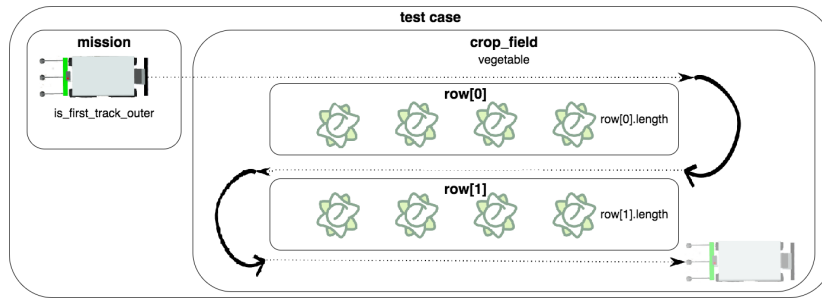 test case
mission
crop_field
vegetable
is_first_track_outer
row[0]
row[0].length
row[1]
row[1].length